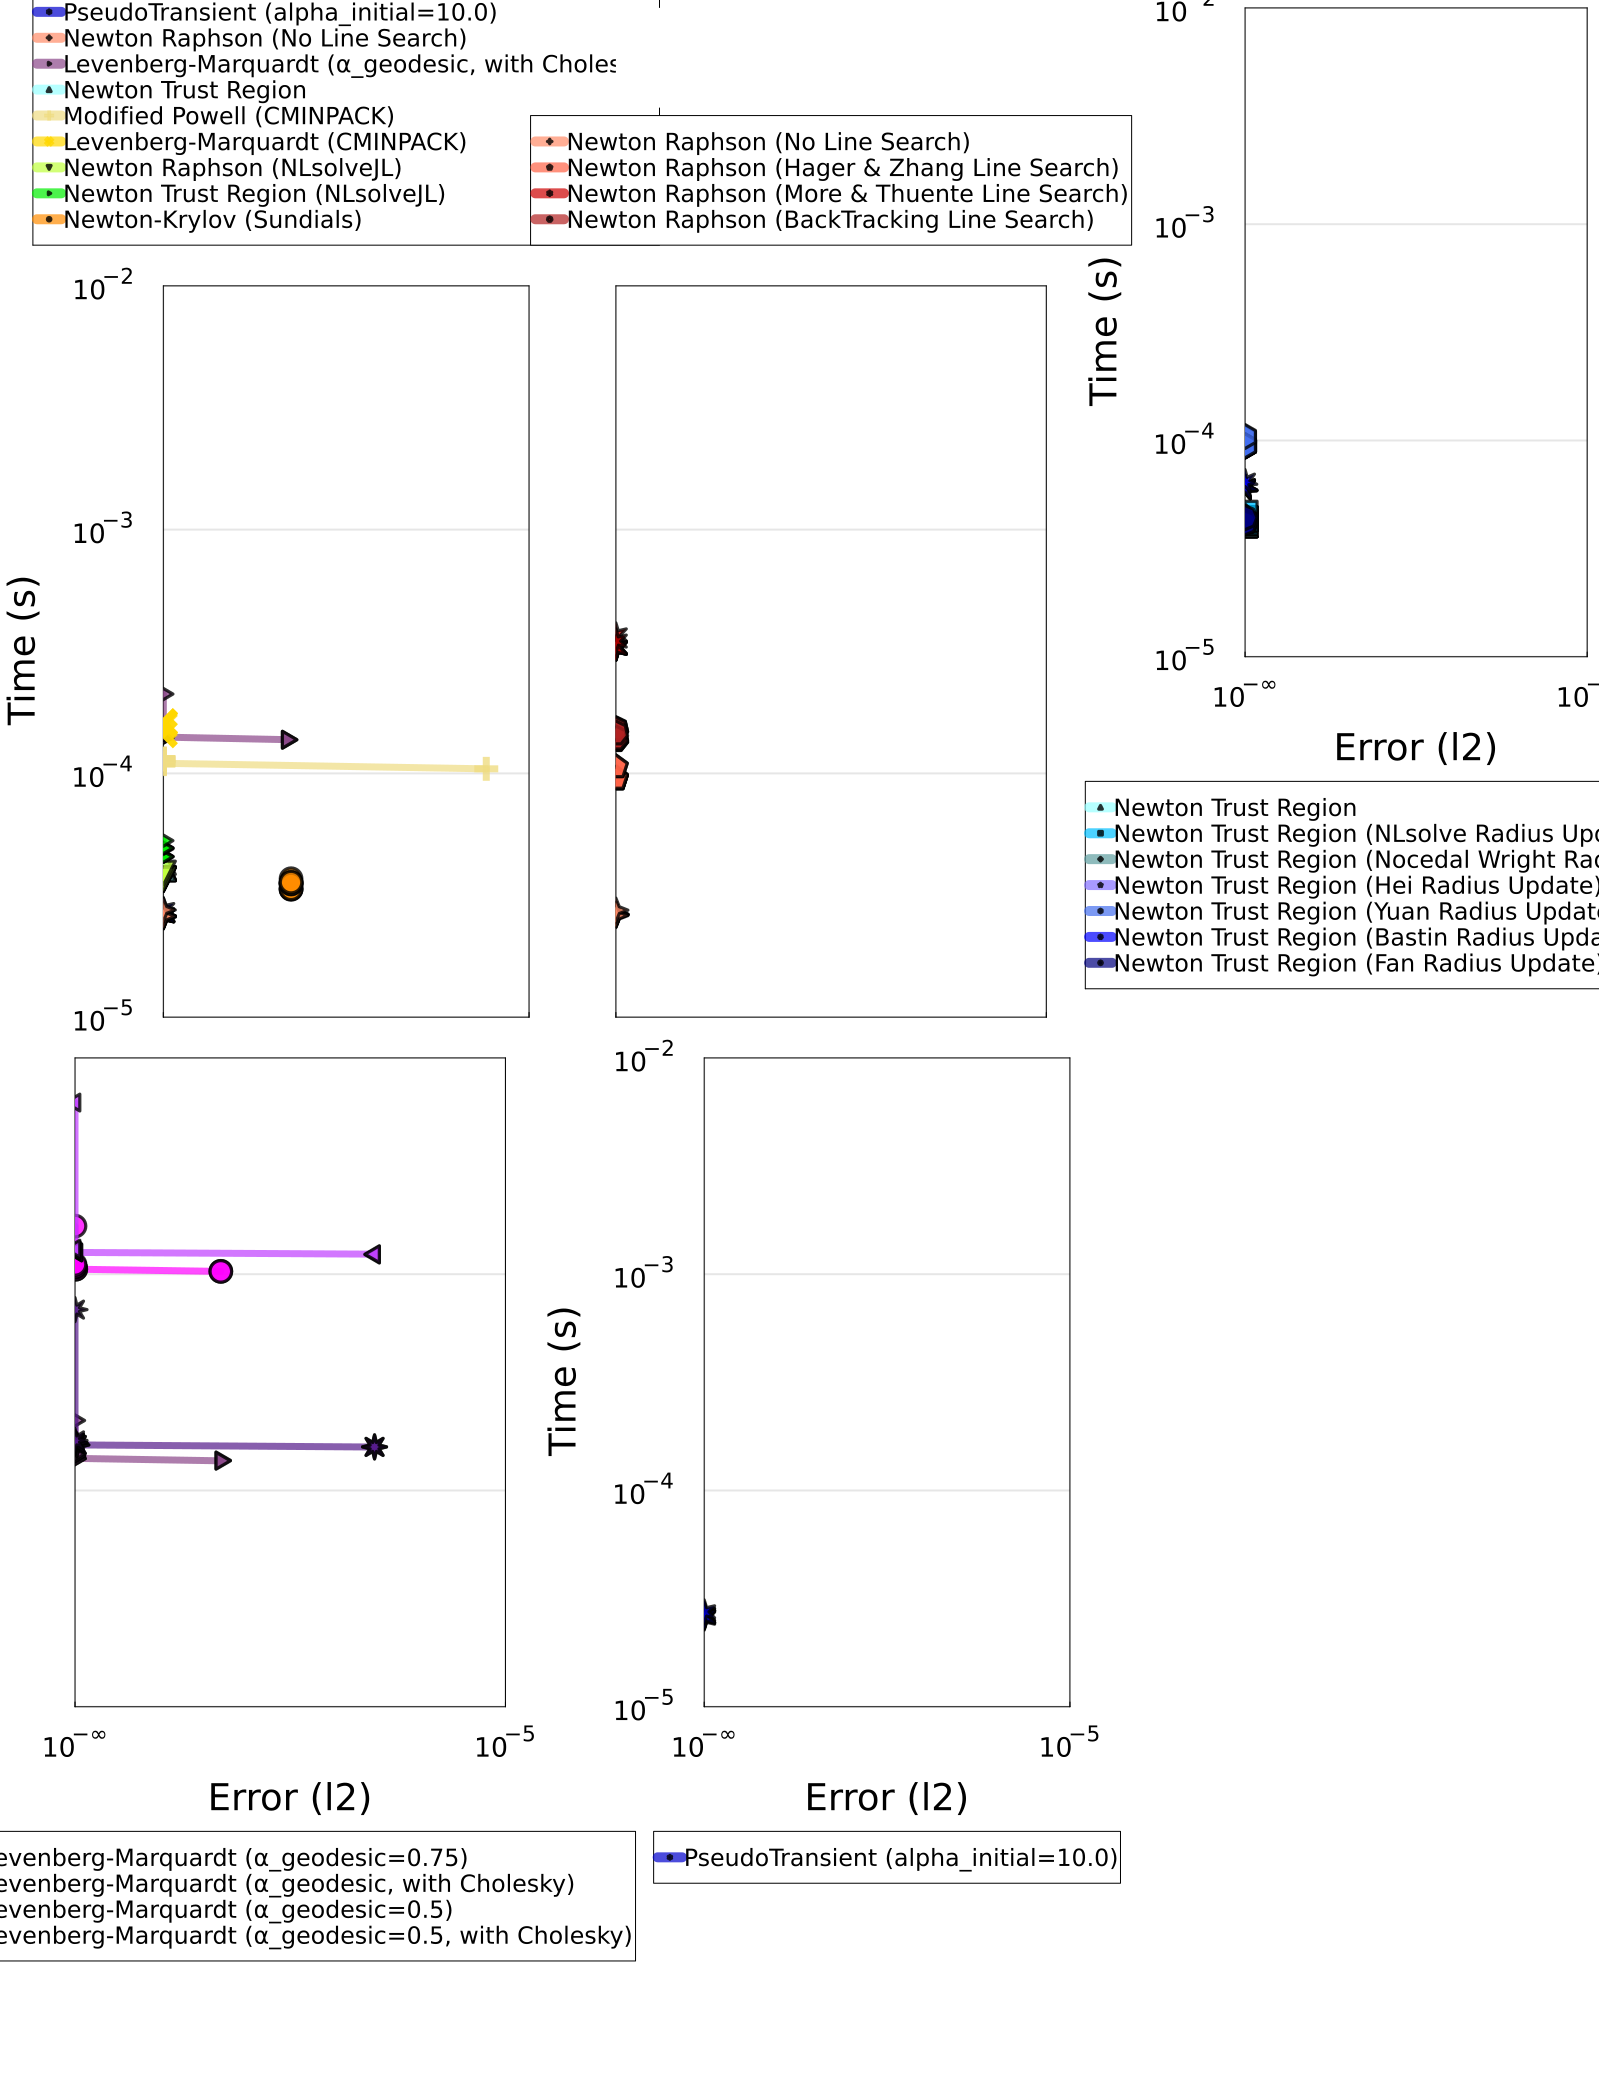 PseudoTransient (alpha_initial=10.0)
Newton Raphson (No Line Search)
Levenberg-Marquardt (α_geodesic, with Choles
Newton Trust Region
Modified Powell (CMINPACK)
Levenberg-Marquardt (CMINPACK)
Newton Raphson (NLsolveJL)
Newton Trust Region (NLsolveJL)
Newton-Krylov (Sundials)
Newton Raphson (No Line Search)
Newton Raphson (Hager & Zhang Line Search)
Newton Raphson (More & Thuente Line Search)
Newton Raphson (BackTracking Line Search)
10⁻²
10⁻³
10⁻⁴
10⁻⁵
Time (s)
10⁻²
10⁻³
10⁻⁴
10⁻⁵
Time (s)
10^−∞
10⁻
Error (l2)
Newton Trust Region
Newton Trust Region (NLsolve Radius Upd
Newton Trust Region (Nocedal Wright Rad
Newton Trust Region (Hei Radius Update)
Newton Trust Region (Yuan Radius Update
Newton Trust Region (Bastin Radius Upda
Newton Trust Region (Fan Radius Update)
10^−∞
10⁻⁵
Error (l2)
evenberg-Marquardt (α_geodesic=0.75)
evenberg-Marquardt (α_geodesic, with Cholesky)
evenberg-Marquardt (α_geodesic=0.5)
evenberg-Marquardt (α_geodesic=0.5, with Cholesky)
10⁻²
10⁻³
10⁻⁴
10⁻⁵
Time (s)
10^−∞
10⁻⁵
Error (l2)
PseudoTransient (alpha_initial=10.0)